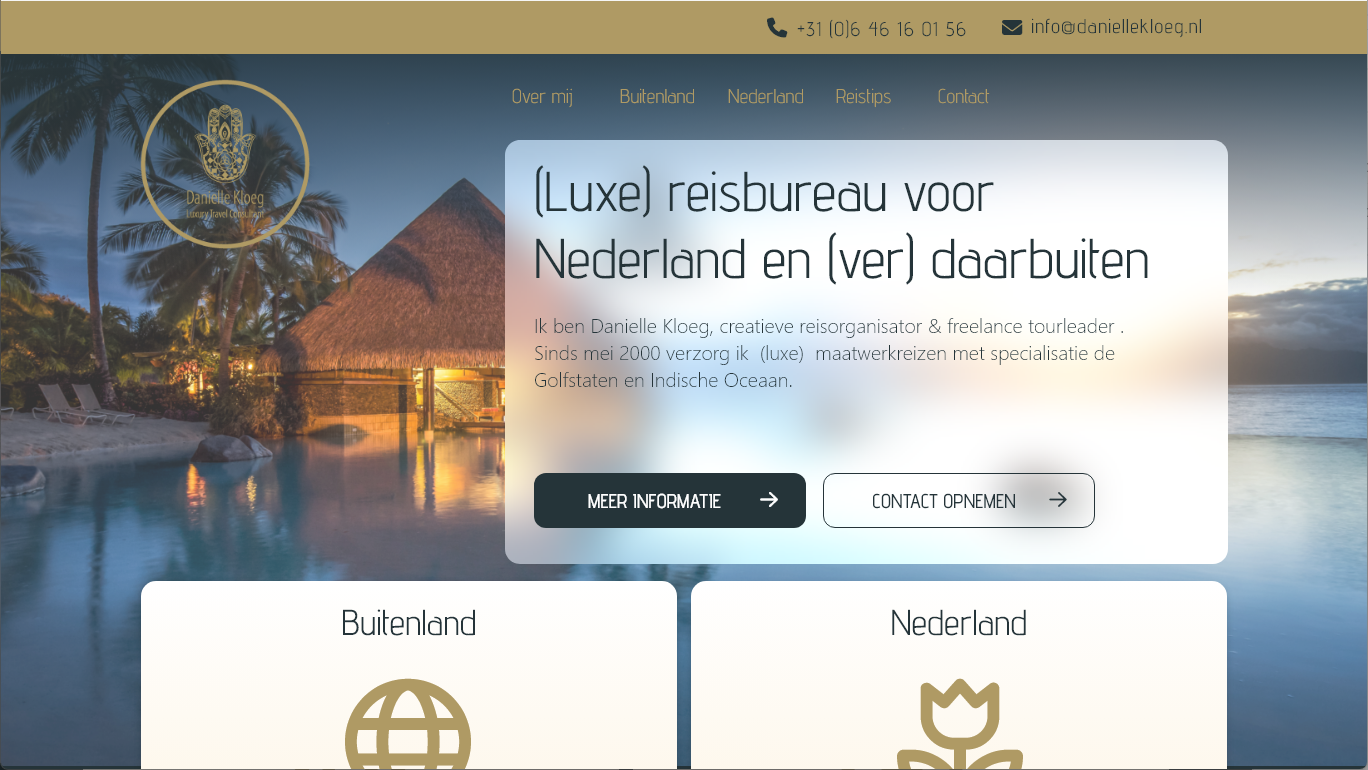 +31 (0)6 46 16 01 56
info@daniellekloeg.nl
Over mij
Buitenland
Nederland
Reistips
Contact
Danielle Kloeg
Luxury Travel Consultant
(Luxe) reisbureau voor
Nederland en (ver) daarbuiten
Ik ben Danielle Kloeg, creatieve reisorganisator & freelance tourleader .
Sinds mei 2000 verzorg ik  (luxe)  maatwerkreizen met specialisatie de
Golfstaten en Indische Oceaan.
MEER INFORMATIE
CONTACT OPNEMEN
Buitenland
Nederland